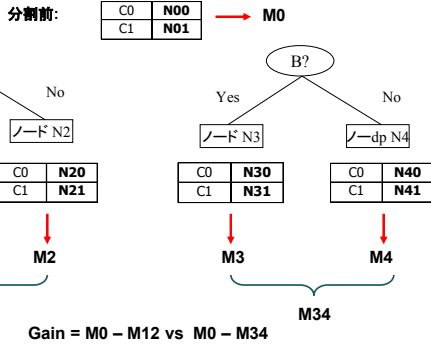 分割前:
C0 N00
C1 N01
M0
B?
No
Yes
No
ノード N2
ノード N3
ノーdp N4
C0 N20
C1 N21
C0 N30
C1 N31
C0 N40
C1 N41
M2
M3
M4
M34
Gain = M0 – M12 vs M0 – M34